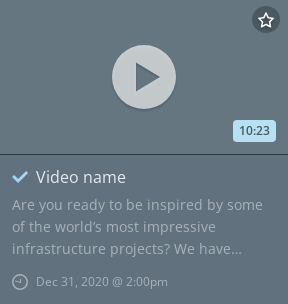 10:23
Video name
Are you ready to be inspired by some
of the world’s most impressive
infrastructure projects? We have...
Dec 31, 2020 @ 2:00pm